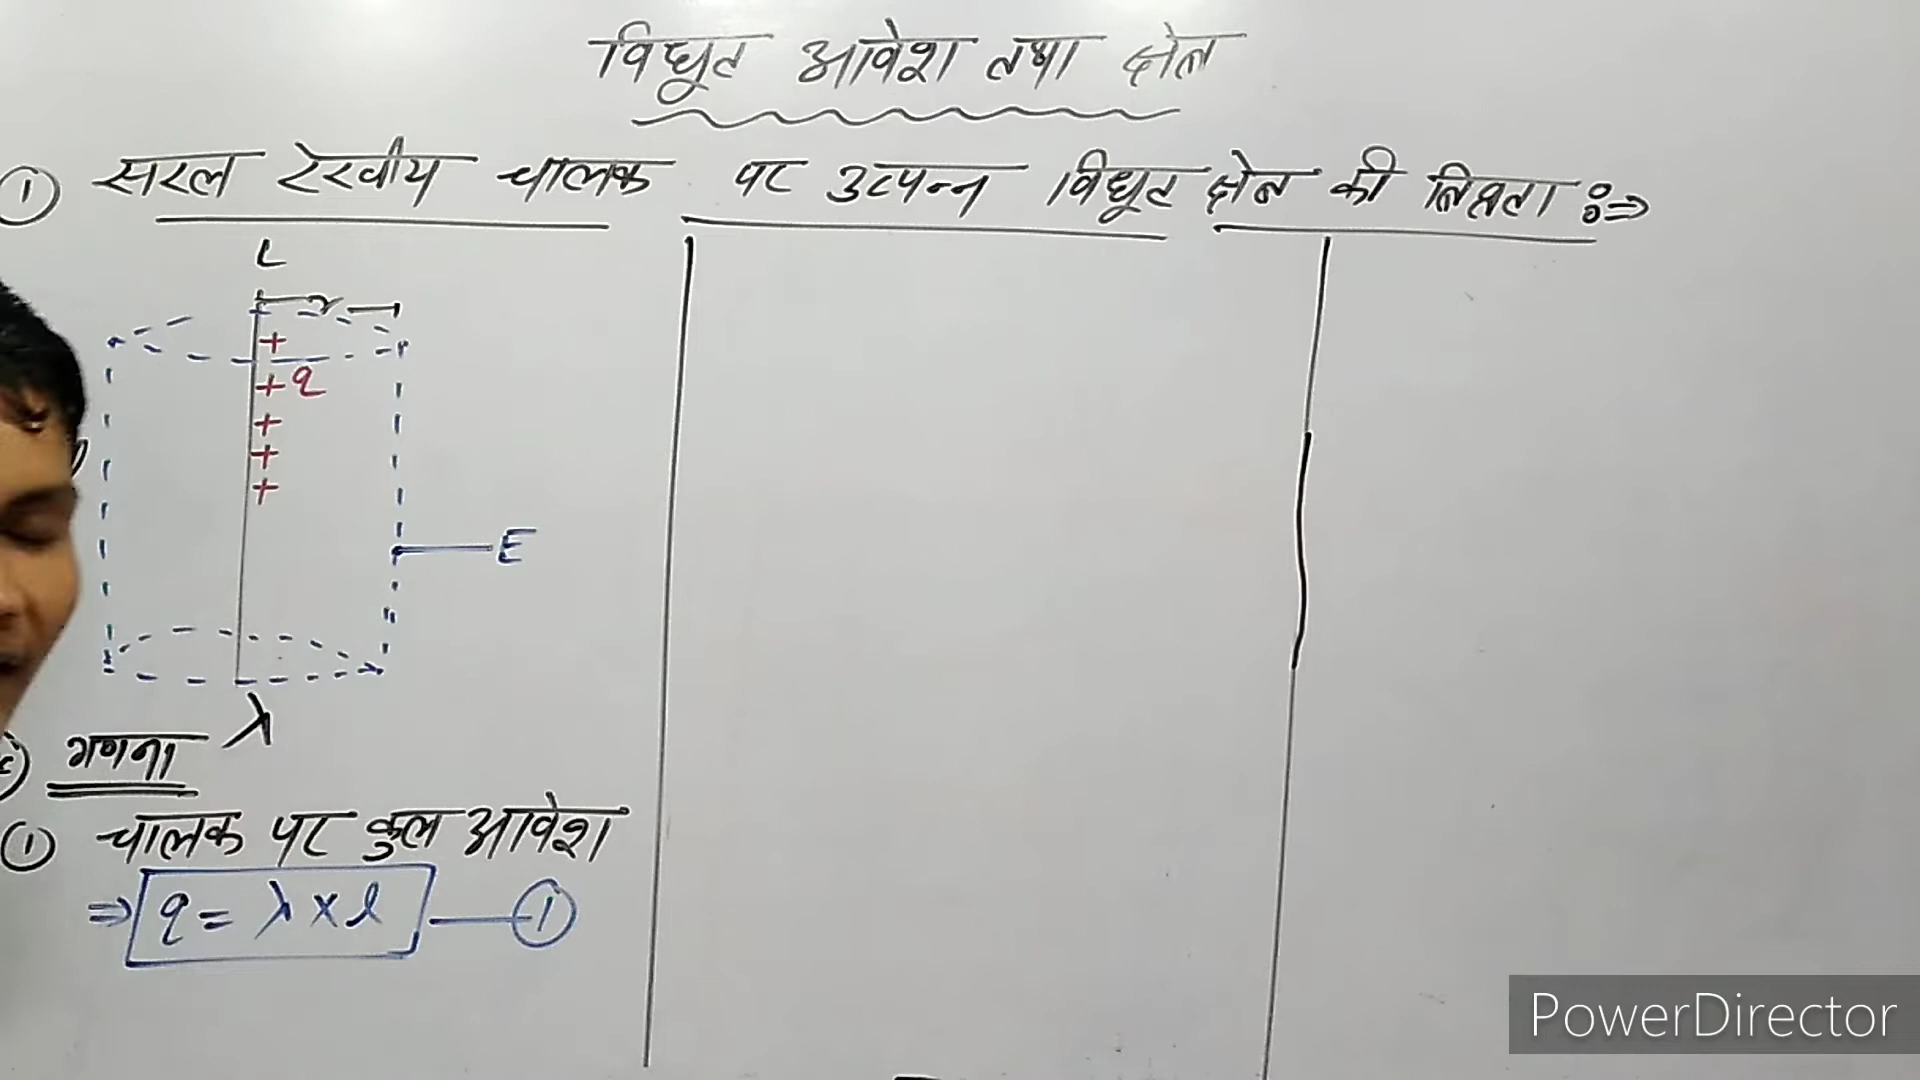 विधुत आवेश तथा क्षेत्र
① सरल रेखीय चालक पर उत्पन्न विधुत क्षेत्र की तिव्रता :⇒
L
r
+
+ q
+
+
+
E
λ
गणना
① चालक पर कुल आवेश
⇒ q = λ × l —— ①
PowerDirector